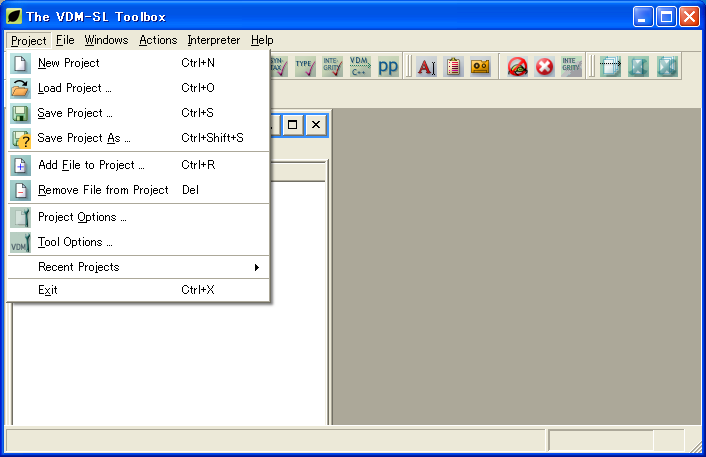 The VDM-SL Toolbox
Project File Windows Actions Interpreter Help
New Project Ctrl+N
Load Project ... Ctrl+O
Save Project ... Ctrl+S
Save Project As ... Ctrl+Shift+S
Add File to Project ... Ctrl+R
Remove File from Project Del
Project Options ...
Tool Options ...
Recent Projects
Exit Ctrl+X
SYN-
TAX
TYPE
INTE-
GRITY
VDM
C++
pp
INTE
GRITY
INTE
GRITY
VDM